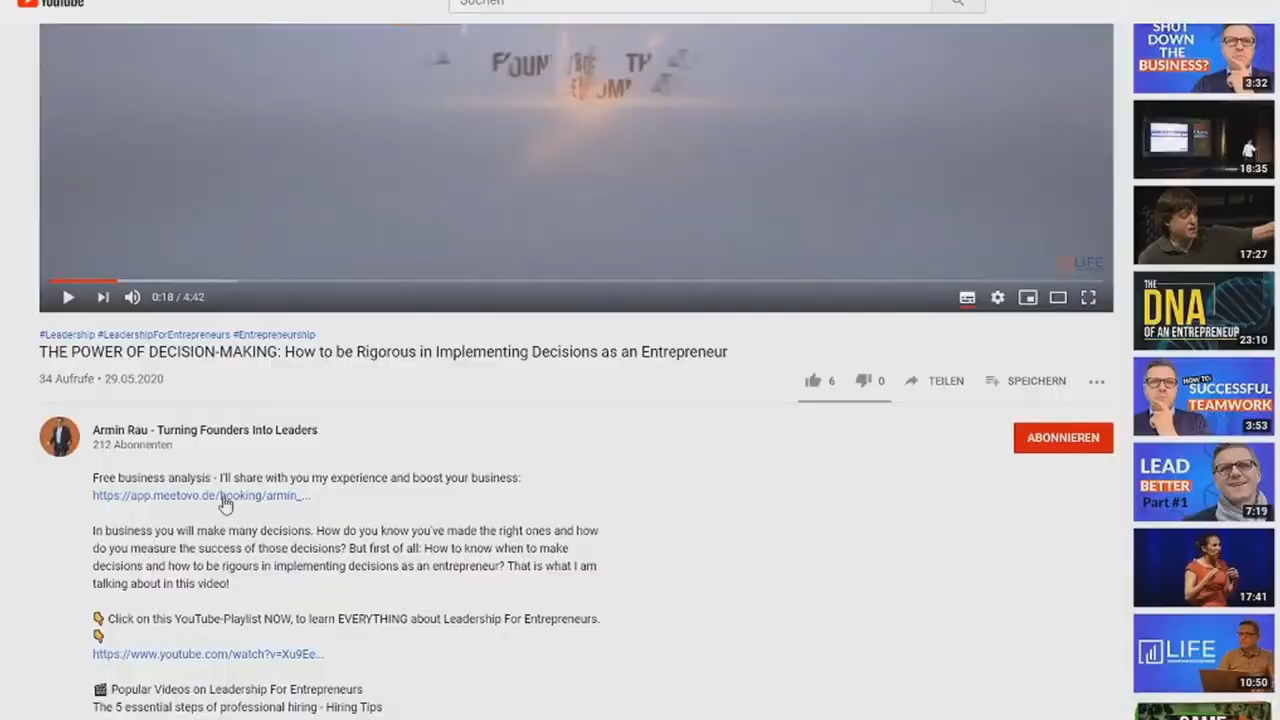 YouTube
Suchen
LIFE
0:18 / 4:42
#Leadership #LeadershipForEntrepreneurs #Entrepreneurship
THE POWER OF DECISION-MAKING: How to be Rigorous in Implementing Decisions as an Entrepreneur
34 Aufrufe • 29.05.2020
6
0
TEILEN
SPEICHERN
Armin Rau - Turning Founders Into Leaders
212 Abonnenten
ABONNIEREN
Free business analysis - I'll share with you my experience and boost your business:
https://app.meetovo.de/booking/armin_...
In business you will make many decisions. How do you know you've made the right ones and how
do you measure the success of those decisions? But first of all: How to know when to make
decisions and how to be rigours in implementing decisions as an entrepreneur? That is what I am
talking about in this video!
Click on this YouTube-Playlist NOW, to learn EVERYTHING about Leadership For Entrepreneurs.
https://www.youtube.com/watch?v=Xu9Ee...
Popular Videos on Leadership For Entrepreneurs
The 5 essential steps of professional hiring - Hiring Tips
SHUT
DOWN
THE
BUSINESS?
3:32
18:35
17:27
THE
DNA
OF AN ENTREPRENEUR
23:10
HOW TO:
SUCCESSFUL
TEAMWORK
3:53
LEAD
BETTER
Part #1
7:19
17:41
LIFE
10:50
GAME